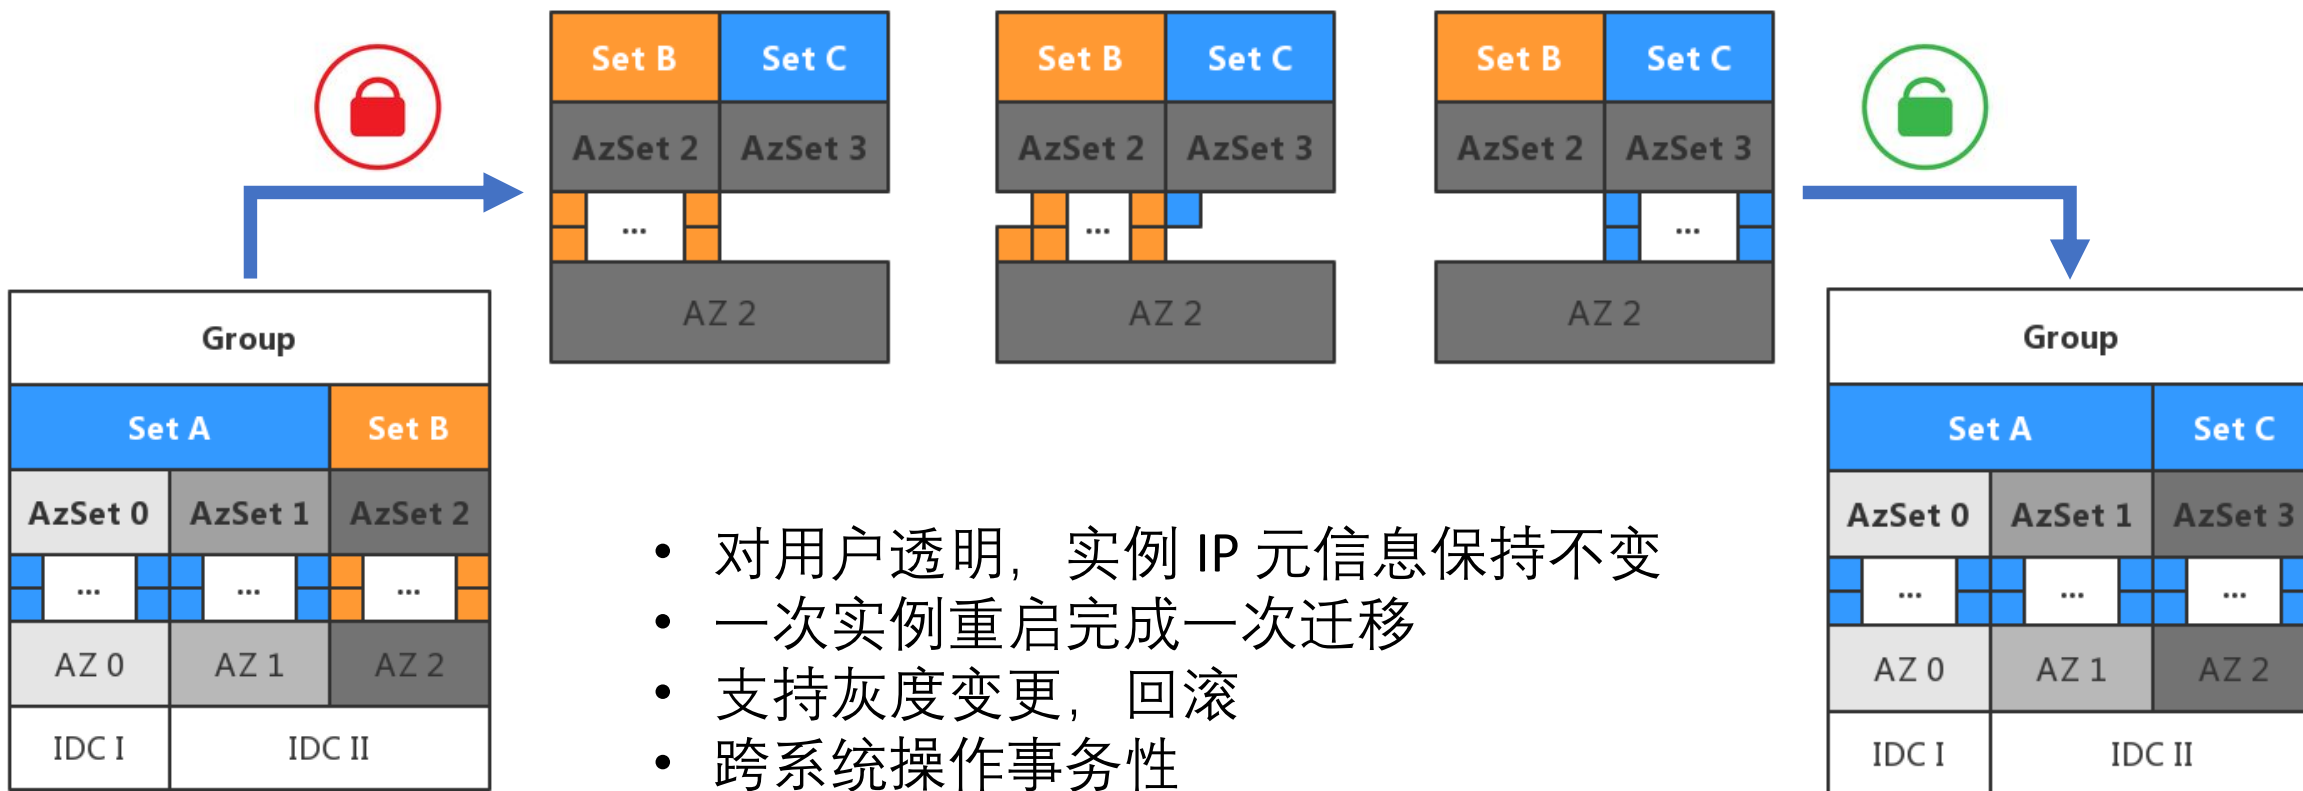 Set B Set C
AzSet 2 AzSet 3
...
AZ 2
Set B Set C
AzSet 2 AzSet 3
...
AZ 2
Set B Set C
AzSet 2 AzSet 3
...
AZ 2
Group
Set A Set B
AzSet 0 AzSet 1 AzSet 2
... ... ...
AZ 0 AZ 1 AZ 2
IDC I IDC II
• 对用户透明，实例 IP 元信息保持不变
• 一次实例重启完成一次迁移
• 支持灰度变更，回滚
• 跨系统操作事务性
Group
Set A Set C
AzSet 0 AzSet 1 AzSet 3
... ... ...
AZ 0 AZ 1 AZ 2
IDC I IDC II